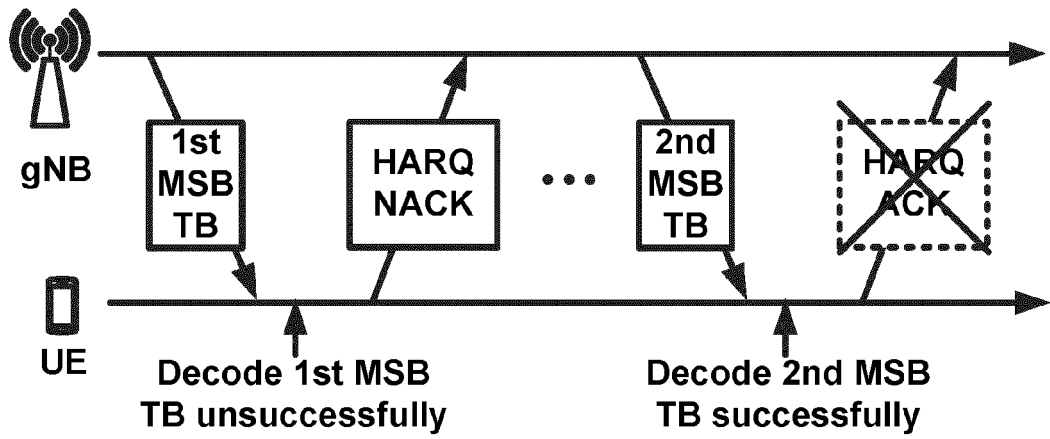 gNB
1st
MSB
TB
HARQ
NACK
...
2nd
MSB
TB
HARQ
ACK
UE
Decode 1st MSB
TB unsuccessfully
Decode 2nd MSB
TB successfully